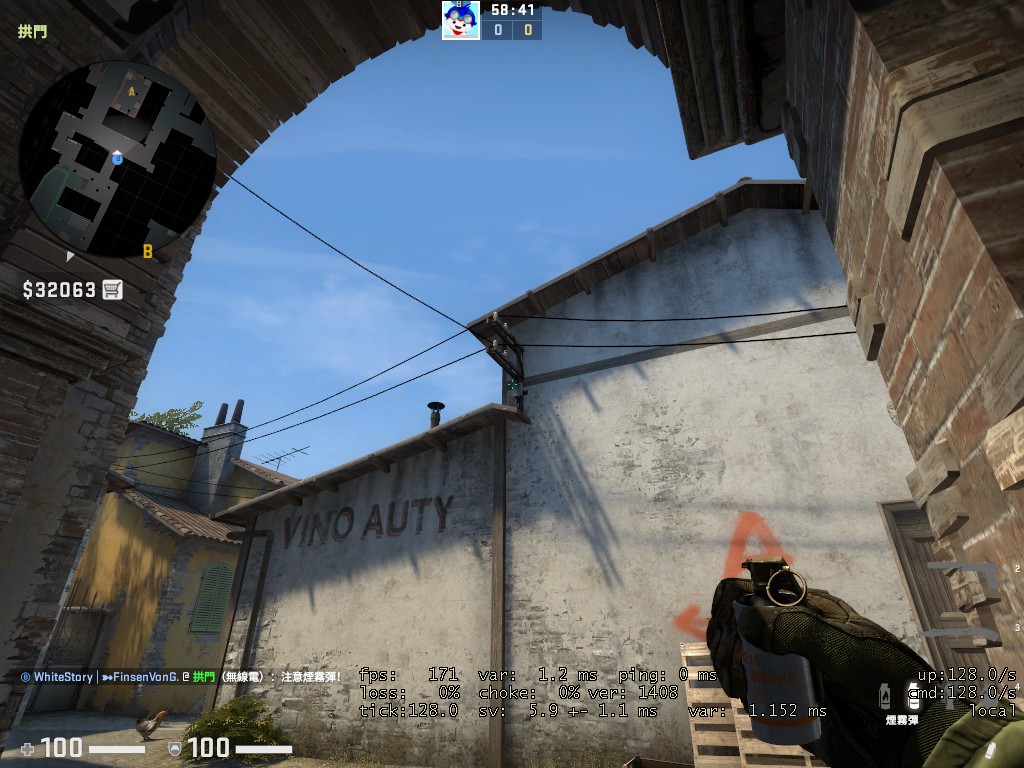 拱門
58:41
0 0
A
B
$32063
VINO AUTY
A
SMOKE
2
3
WhiteStory | ➳FinsenVonG. @ 拱門 (無線電): 注意煙霧彈!
fps: 171 var: 1.2 ms ping: 0 ms
loss: 0% choke: 0% ver: 1408
tick:128.0 sv: 5.9 +- 1.1 ms var: 1.152 ms
up:128.0/s
cmd:128.0/s
local
煙霧彈
100 100